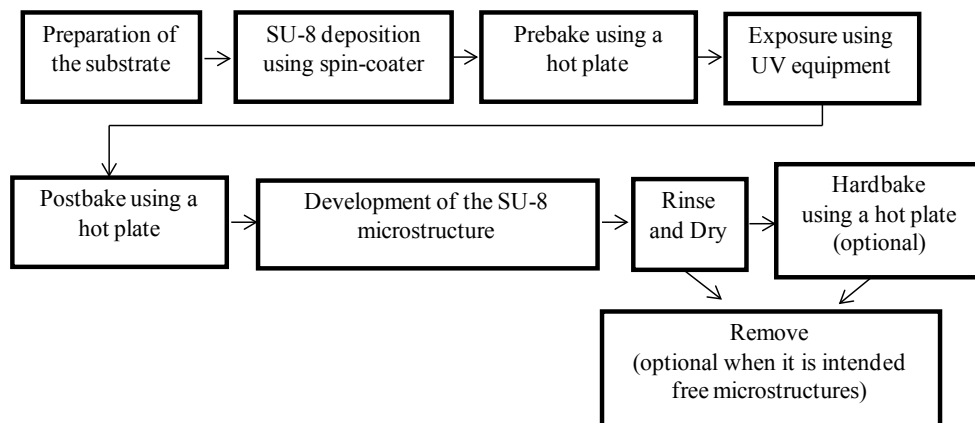 Preparation of
the substrate
SU-8 deposition
using spin-coater
Prebake using a
hot plate
Exposure using
UV equipment
Postbake using a
hot plate
Development of the SU-8
microstructure
Rinse
and Dry
Hardbake
using a hot plate
(optional)
Remove
(optional when it is intended
free microstructures)